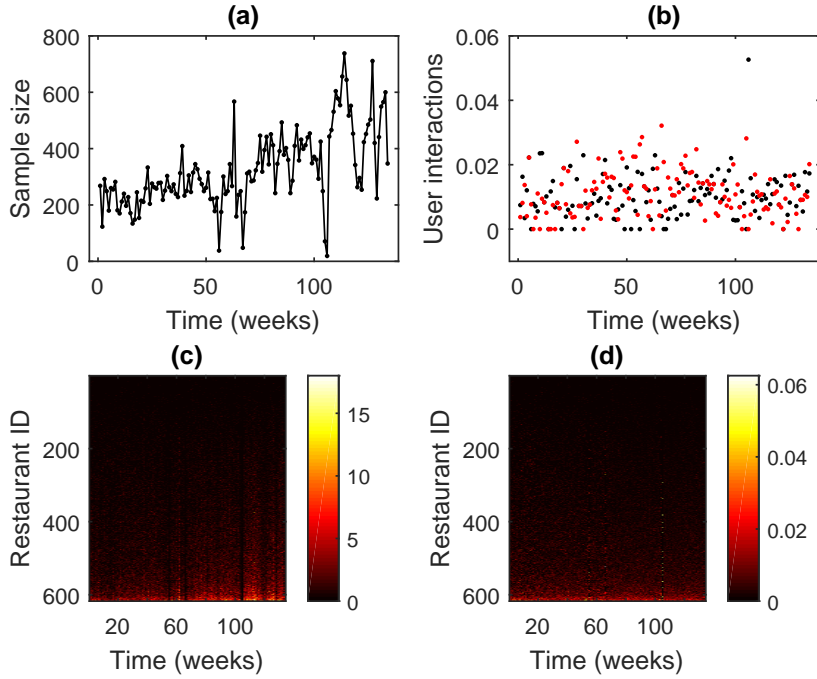 (a)
800
600
400
200
0
Sample size
0
50
100
Time (weeks)
(b)
0.06
0.04
0.02
0
User interactions
0
50
100
Time (weeks)
(c)
200
400
600
Restaurant ID
20
60
100
Time (weeks)
15
10
5
0
(d)
200
400
600
Restaurant ID
20
60
100
Time (weeks)
0.06
0.04
0.02
0